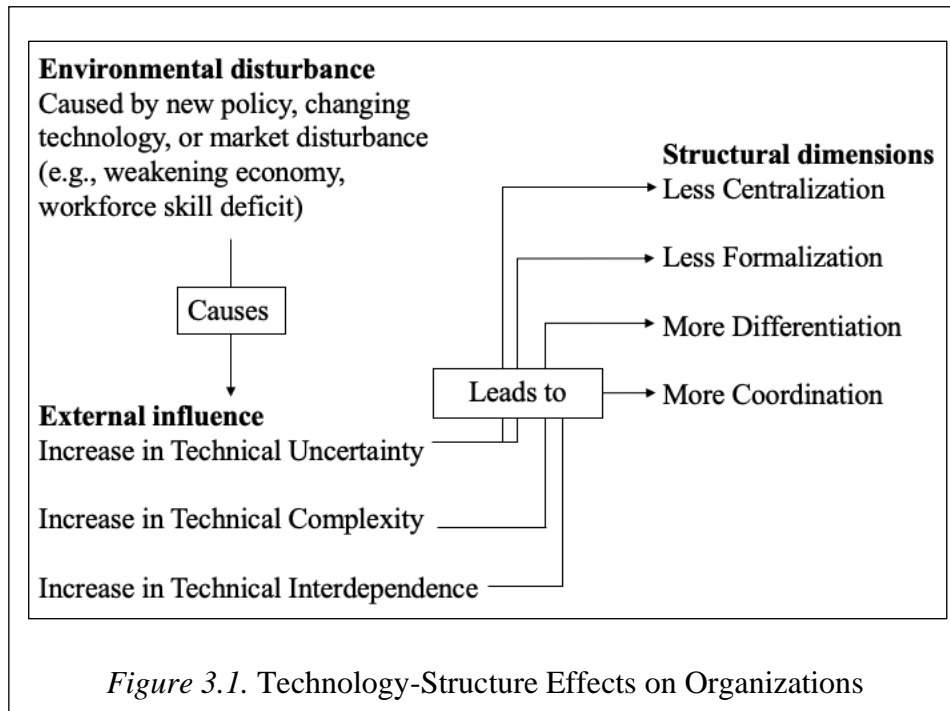 Environmental disturbance
Caused by new policy, changing
technology, or market disturbance
(e.g., weakening economy,
workforce skill deficit)
Causes
External influence
Increase in Technical Uncertainty
Increase in Technical Complexity
Increase in Technical Interdependence
Leads to
Structural dimensions
Less Centralization
Less Formalization
More Differentiation
More Coordination
Figure 3.1. Technology-Structure Effects on Organizations